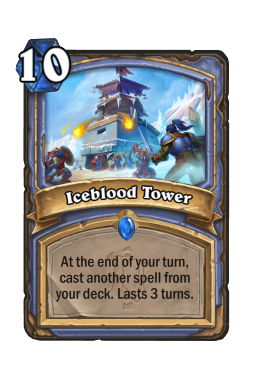 10
Iceblood Tower
At the end of your turn,
cast another spell from
your deck. Lasts 3 turns.